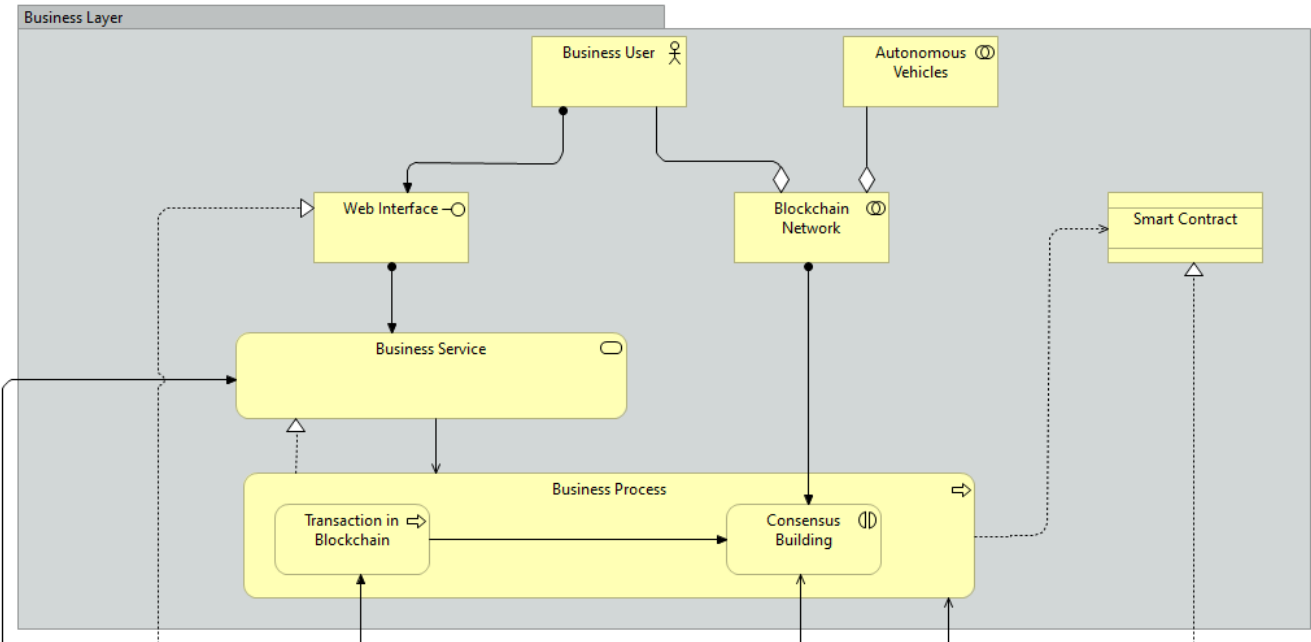 Business Layer
Business User
Autonomous
Vehicles
Web Interface
Blockchain
Network
Smart Contract
Business Service
Business Process
Transaction in
Blockchain
Consensus
Building